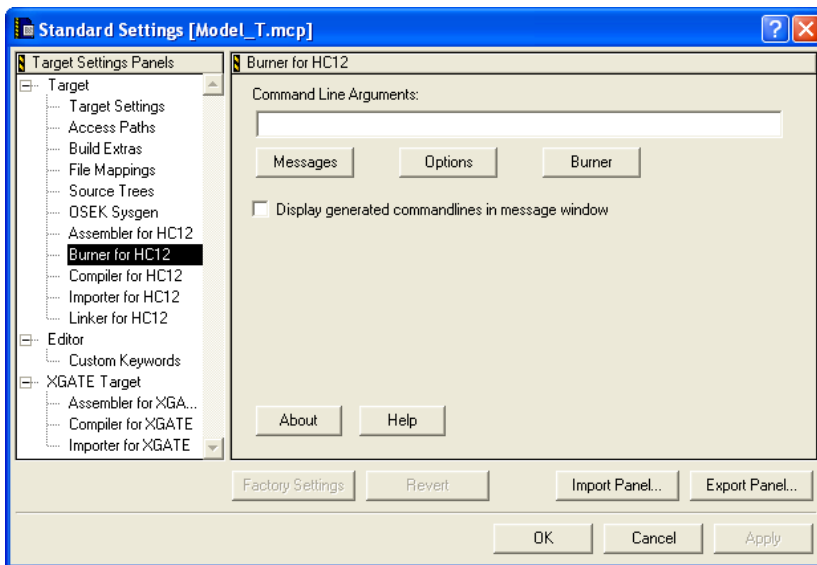 Standard Settings [Model_T.mcp]
Target Settings Panels
Target
Target Settings
Access Paths
Build Extras
File Mappings
Source Trees
OSEK Sysgen
Assembler for HC12
Burner for HC12
Compiler for HC12
Importer for HC12
Linker for HC12
Editor
Custom Keywords
XGATE Target
Assembler for XGA...
Compiler for XGATE
Importer for XGATE
Burner for HC12
Command Line Arguments:
Messages Options Burner
Display generated commandlines in message window
About Help
Factory Settings Revert Import Panel... Export Panel...
OK Cancel Apply